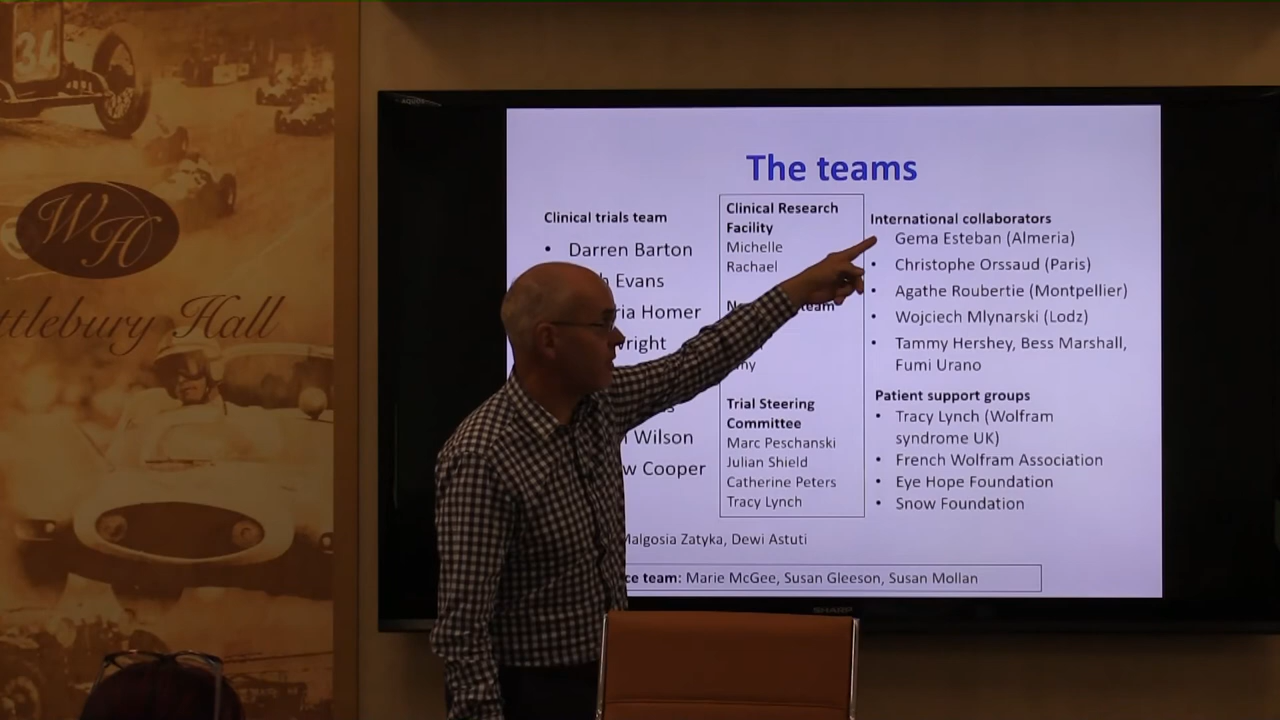 34
WH
ttlebury Hall
The teams
Clinical trials team
• Darren Barton
Evans
ria Homer
Wilson
w Cooper
Clinical Research
Facility
Michelle
Rachael
team
Trial Steering
Committee
Marc Peschanski
Julian Shield
Catherine Peters
Tracy Lynch
International collaborators
Gema Esteban (Almeria)
• Christophe Orssaud (Paris)
• Agathe Roubertie (Montpellier)
• Wojciech Mlynarski (Lodz)
• Tammy Hershey, Bess Marshall,
Fumi Urano
Patient support groups
• Tracy Lynch (Wolfram
syndrome UK)
• French Wolfram Association
• Eye Hope Foundation
• Snow Foundation
Malgosia Zatyka, Dewi Astuti
ce team: Marie McGee, Susan Gleeson, Susan Mollan
SHARP